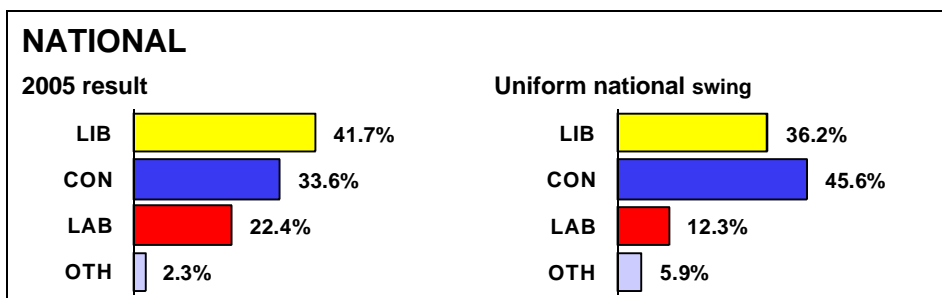 NATIONAL
2005 result
LIB 41.7%
CON 33.6%
LAB 22.4%
OTH 2.3%
Uniform national swing
LIB 36.2%
CON 45.6%
LAB 12.3%
OTH 5.9%